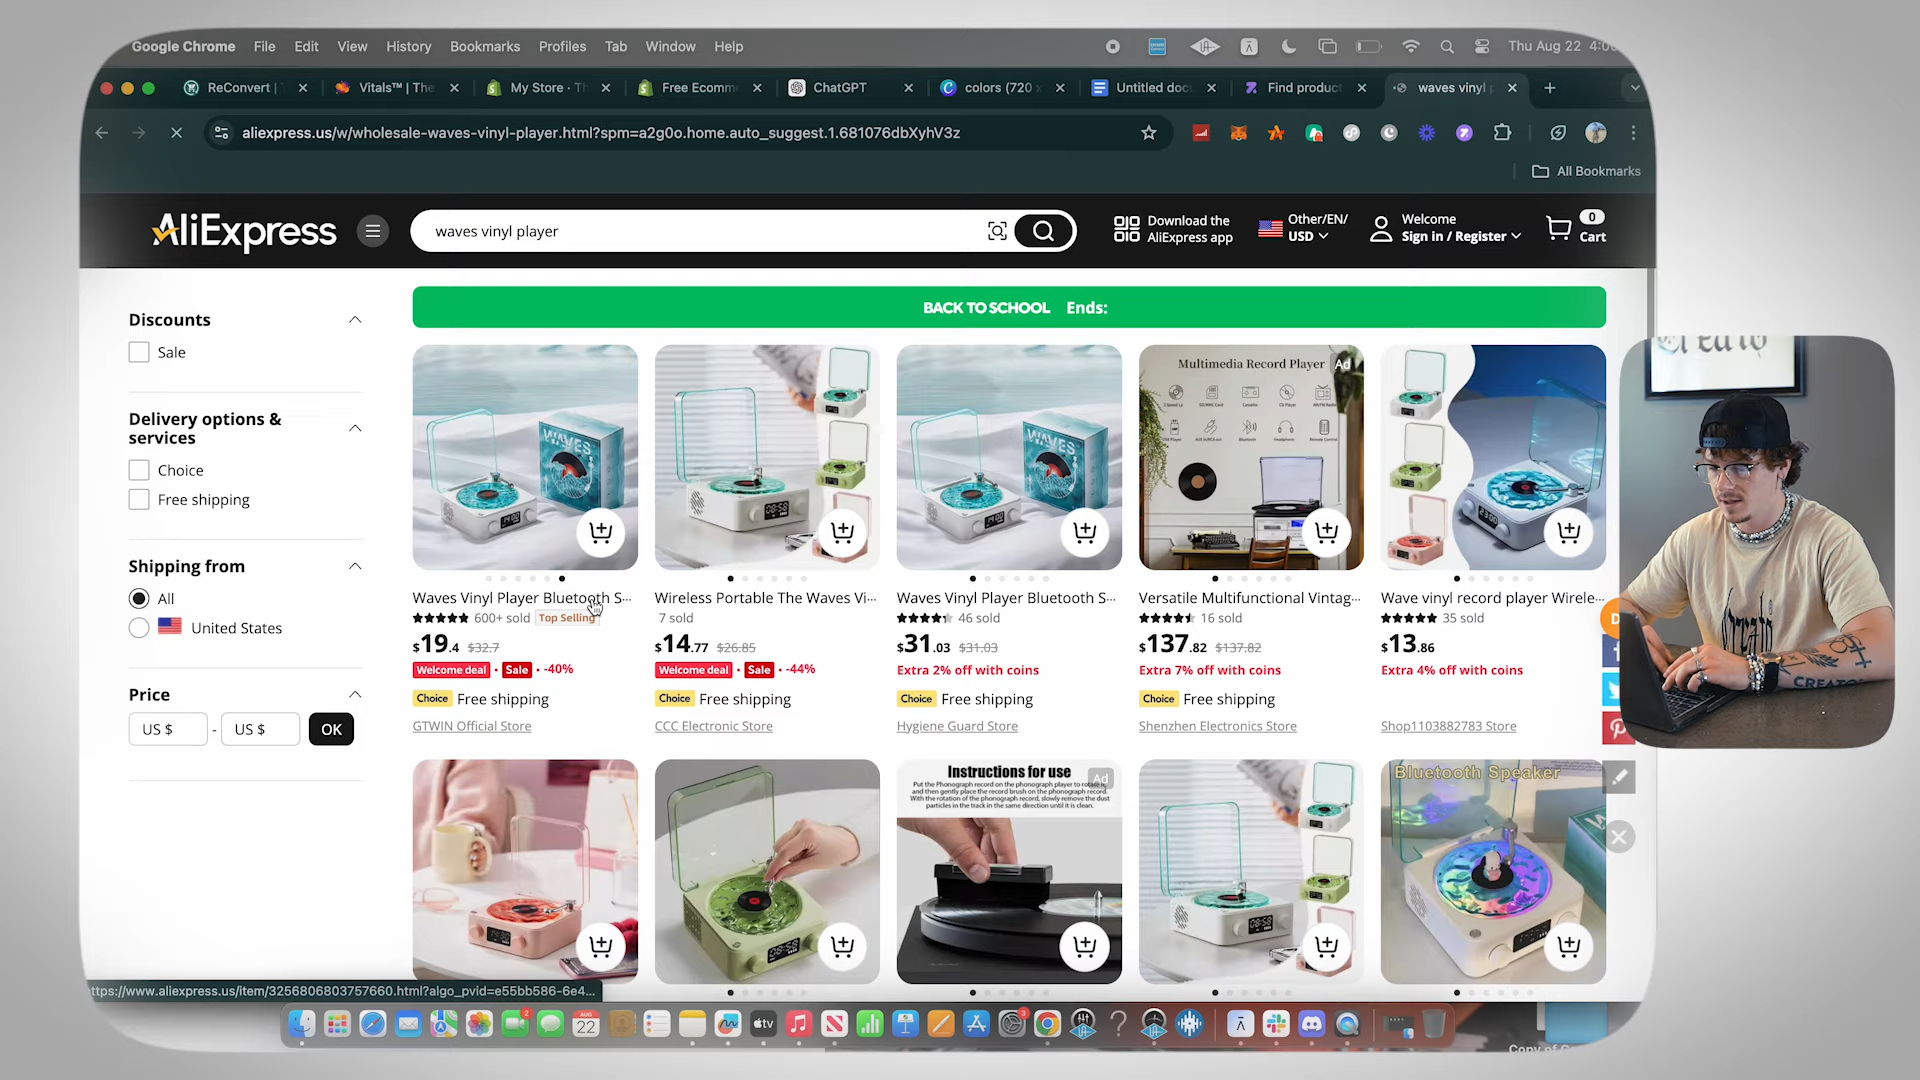 Google Chrome File Edit View History Bookmarks Profiles Tab Window Help Thu Aug 22
ReConvert | Vitals™ | The My Store · Free Ecomm ChatGPT colors (720 Untitled doc Find product waves vinyl
aliexpress.us/w/wholesale-waves-vinyl-player.html?spm=a2g0o.home.auto_suggest.1.681076dbXyhV3z
All Bookmarks
AliExpress
waves vinyl player
Download the
AliExpress app
Other/EN/
USD
Welcome
Sign in / Register
0
Cart
Discounts
Sale
Delivery options &
services
Choice
Free shipping
Shipping from
All
United States
Price
US $ - US $ OK
BACK TO SCHOOL Ends:
WAVES
WAVES
Multimedia Record Player
Ad
Waves Vinyl Player Bluetooth S...
600+ sold Top Selling
$19.4 $32.7
Welcome deal · Sale · -40%
Choice Free shipping
GTWIN Official Store
Wireless Portable The Waves Vi...
7 sold
$14.77 $26.85
Welcome deal · Sale · -44%
Choice Free shipping
CCC Electronic Store
Waves Vinyl Player Bluetooth S...
46 sold
$31.03 $31.03
Extra 2% off with coins
Choice Free shipping
Hygiene Guard Store
Versatile Multifunctional Vintag...
16 sold
$137.82 $137.82
Extra 7% off with coins
Choice Free shipping
Shenzhen Electronics Store
Wave vinyl record player Wirele...
35 sold
$13.86
Extra 4% off with coins
Shop1103882783 Store
Instructions for use
Put the Phonograph record on the phonograph player to rotate it,
and then gently place the record brush on the phonograph record.
With the rotation of the phonograph record, slowly remove the dust
particles in the track in the same direction until it is clean.
Ad
Bluetooth Speaker
https://www.aliexpress.us/item/3256806803757660.html?algo_pvid=e55bb586-6e4...
AUG
22
tv